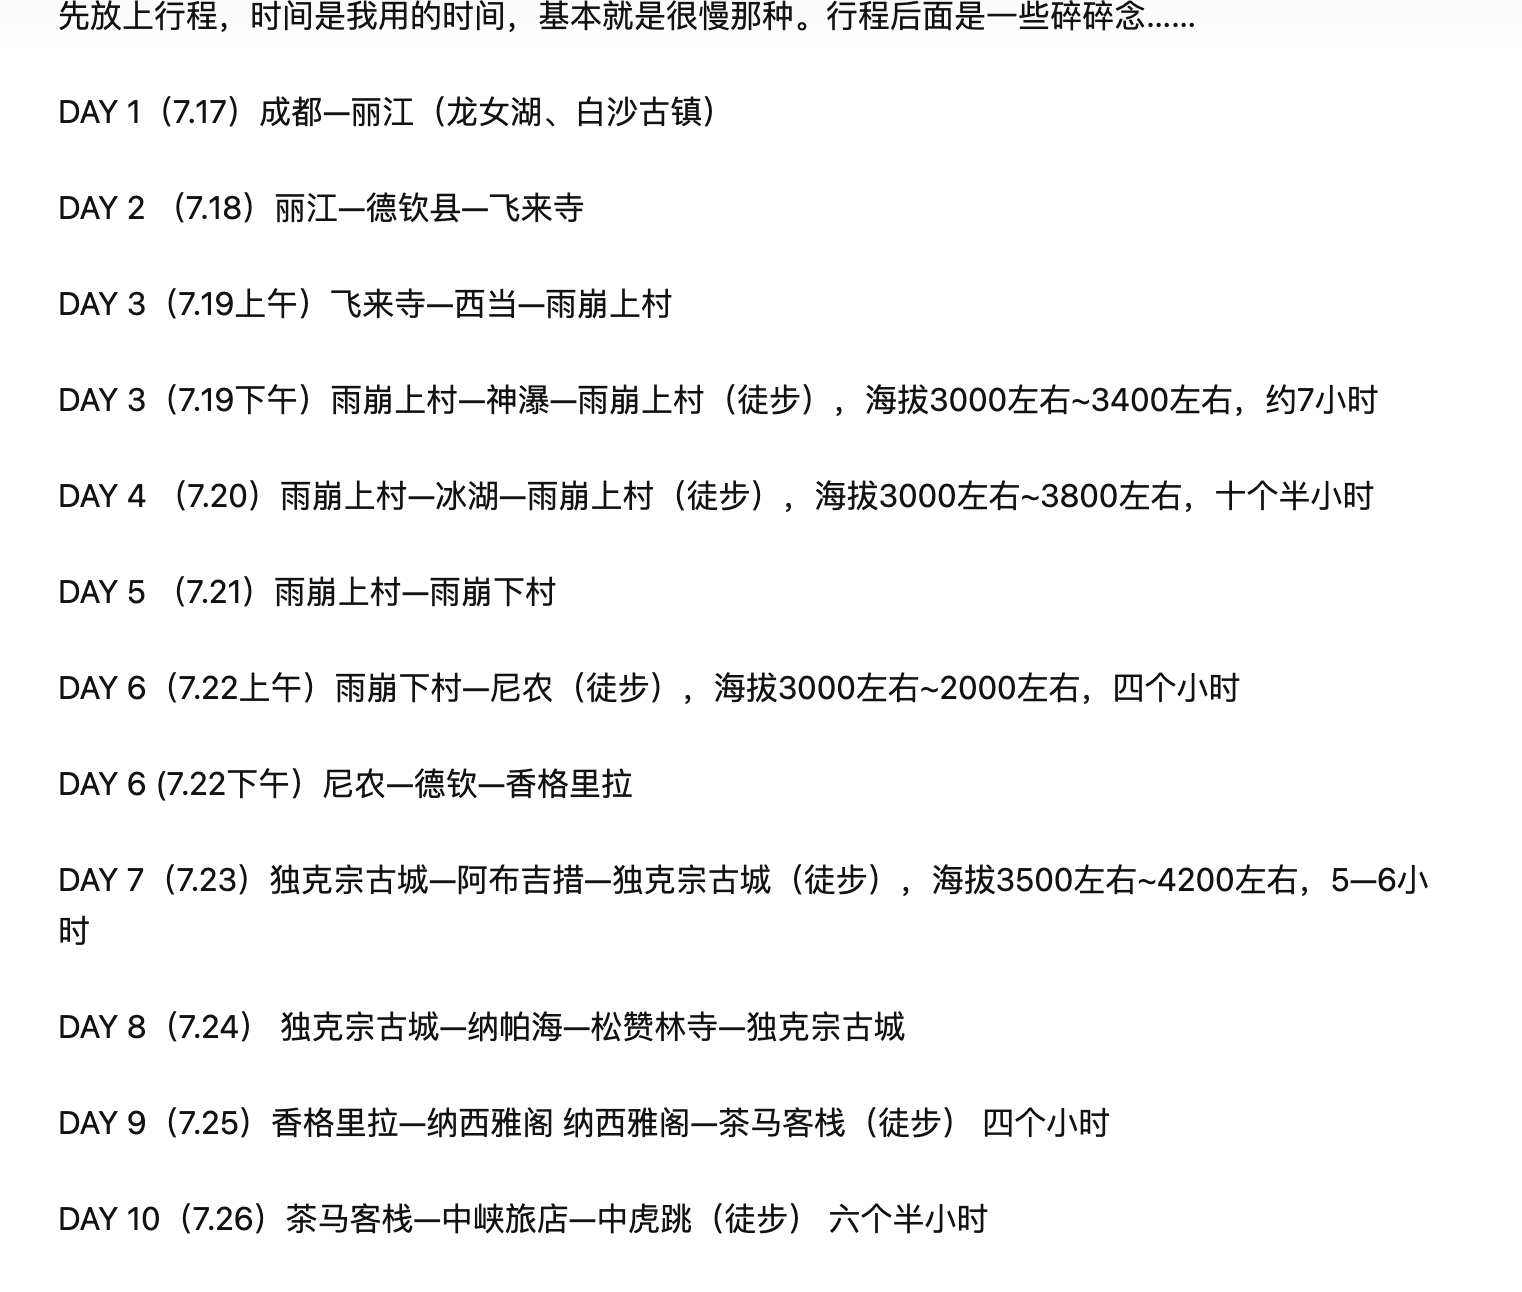 先放上行程，时间是我用的时间，基本就是很慢那种。行程后面是一些碎碎念……
DAY 1（7.17）成都—丽江（龙女湖、白沙古镇）
DAY 2 （7.18）丽江—德钦县—飞来寺
DAY 3（7.19上午）飞来寺—西当—雨崩上村
DAY 3（7.19下午）雨崩上村—神瀑—雨崩上村（徒步），海拔3000左右~3400左右，约7小时
DAY 4 （7.20）雨崩上村—冰湖—雨崩上村（徒步），海拔3000左右~3800左右，十个半小时
DAY 5 （7.21）雨崩上村—雨崩下村
DAY 6（7.22上午）雨崩下村—尼农（徒步），海拔3000左右~2000左右，四个小时
DAY 6 (7.22下午）尼农—德钦—香格里拉
DAY 7（7.23）独克宗古城—阿布吉措—独克宗古城（徒步），海拔3500左右~4200左右，5—6小
时
DAY 8（7.24） 独克宗古城—纳帕海—松赞林寺—独克宗古城
DAY 9（7.25）香格里拉—纳西雅阁 纳西雅阁—茶马客栈（徒步） 四个小时
DAY 10（7.26）茶马客栈—中峡旅店—中虎跳（徒步） 六个半小时